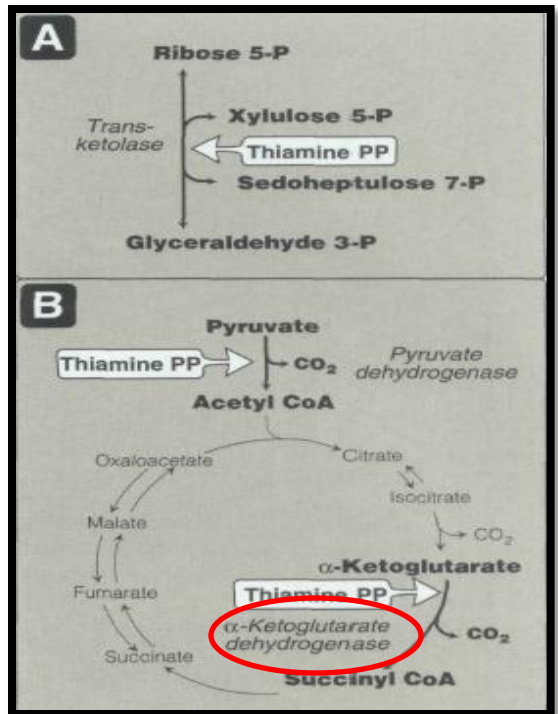 A
Ribose 5-P
Trans-
ketolase
Xylulose 5-P
Thiamine PP
Sedoheptulose 7-P
Glyceraldehyde 3-P
B
Pyruvate
Thiamine PP
CO₂
Pyruvate
dehydrogenase
Acetyl CoA
Oxaloacetate
Citrate
Isocitrate
Malate
CO₂
α-Ketoglutarate
Fumarate
Thiamine PP
α-Ketoglutarate
dehydrogenase
CO₂
Succinate
Succinyl CoA